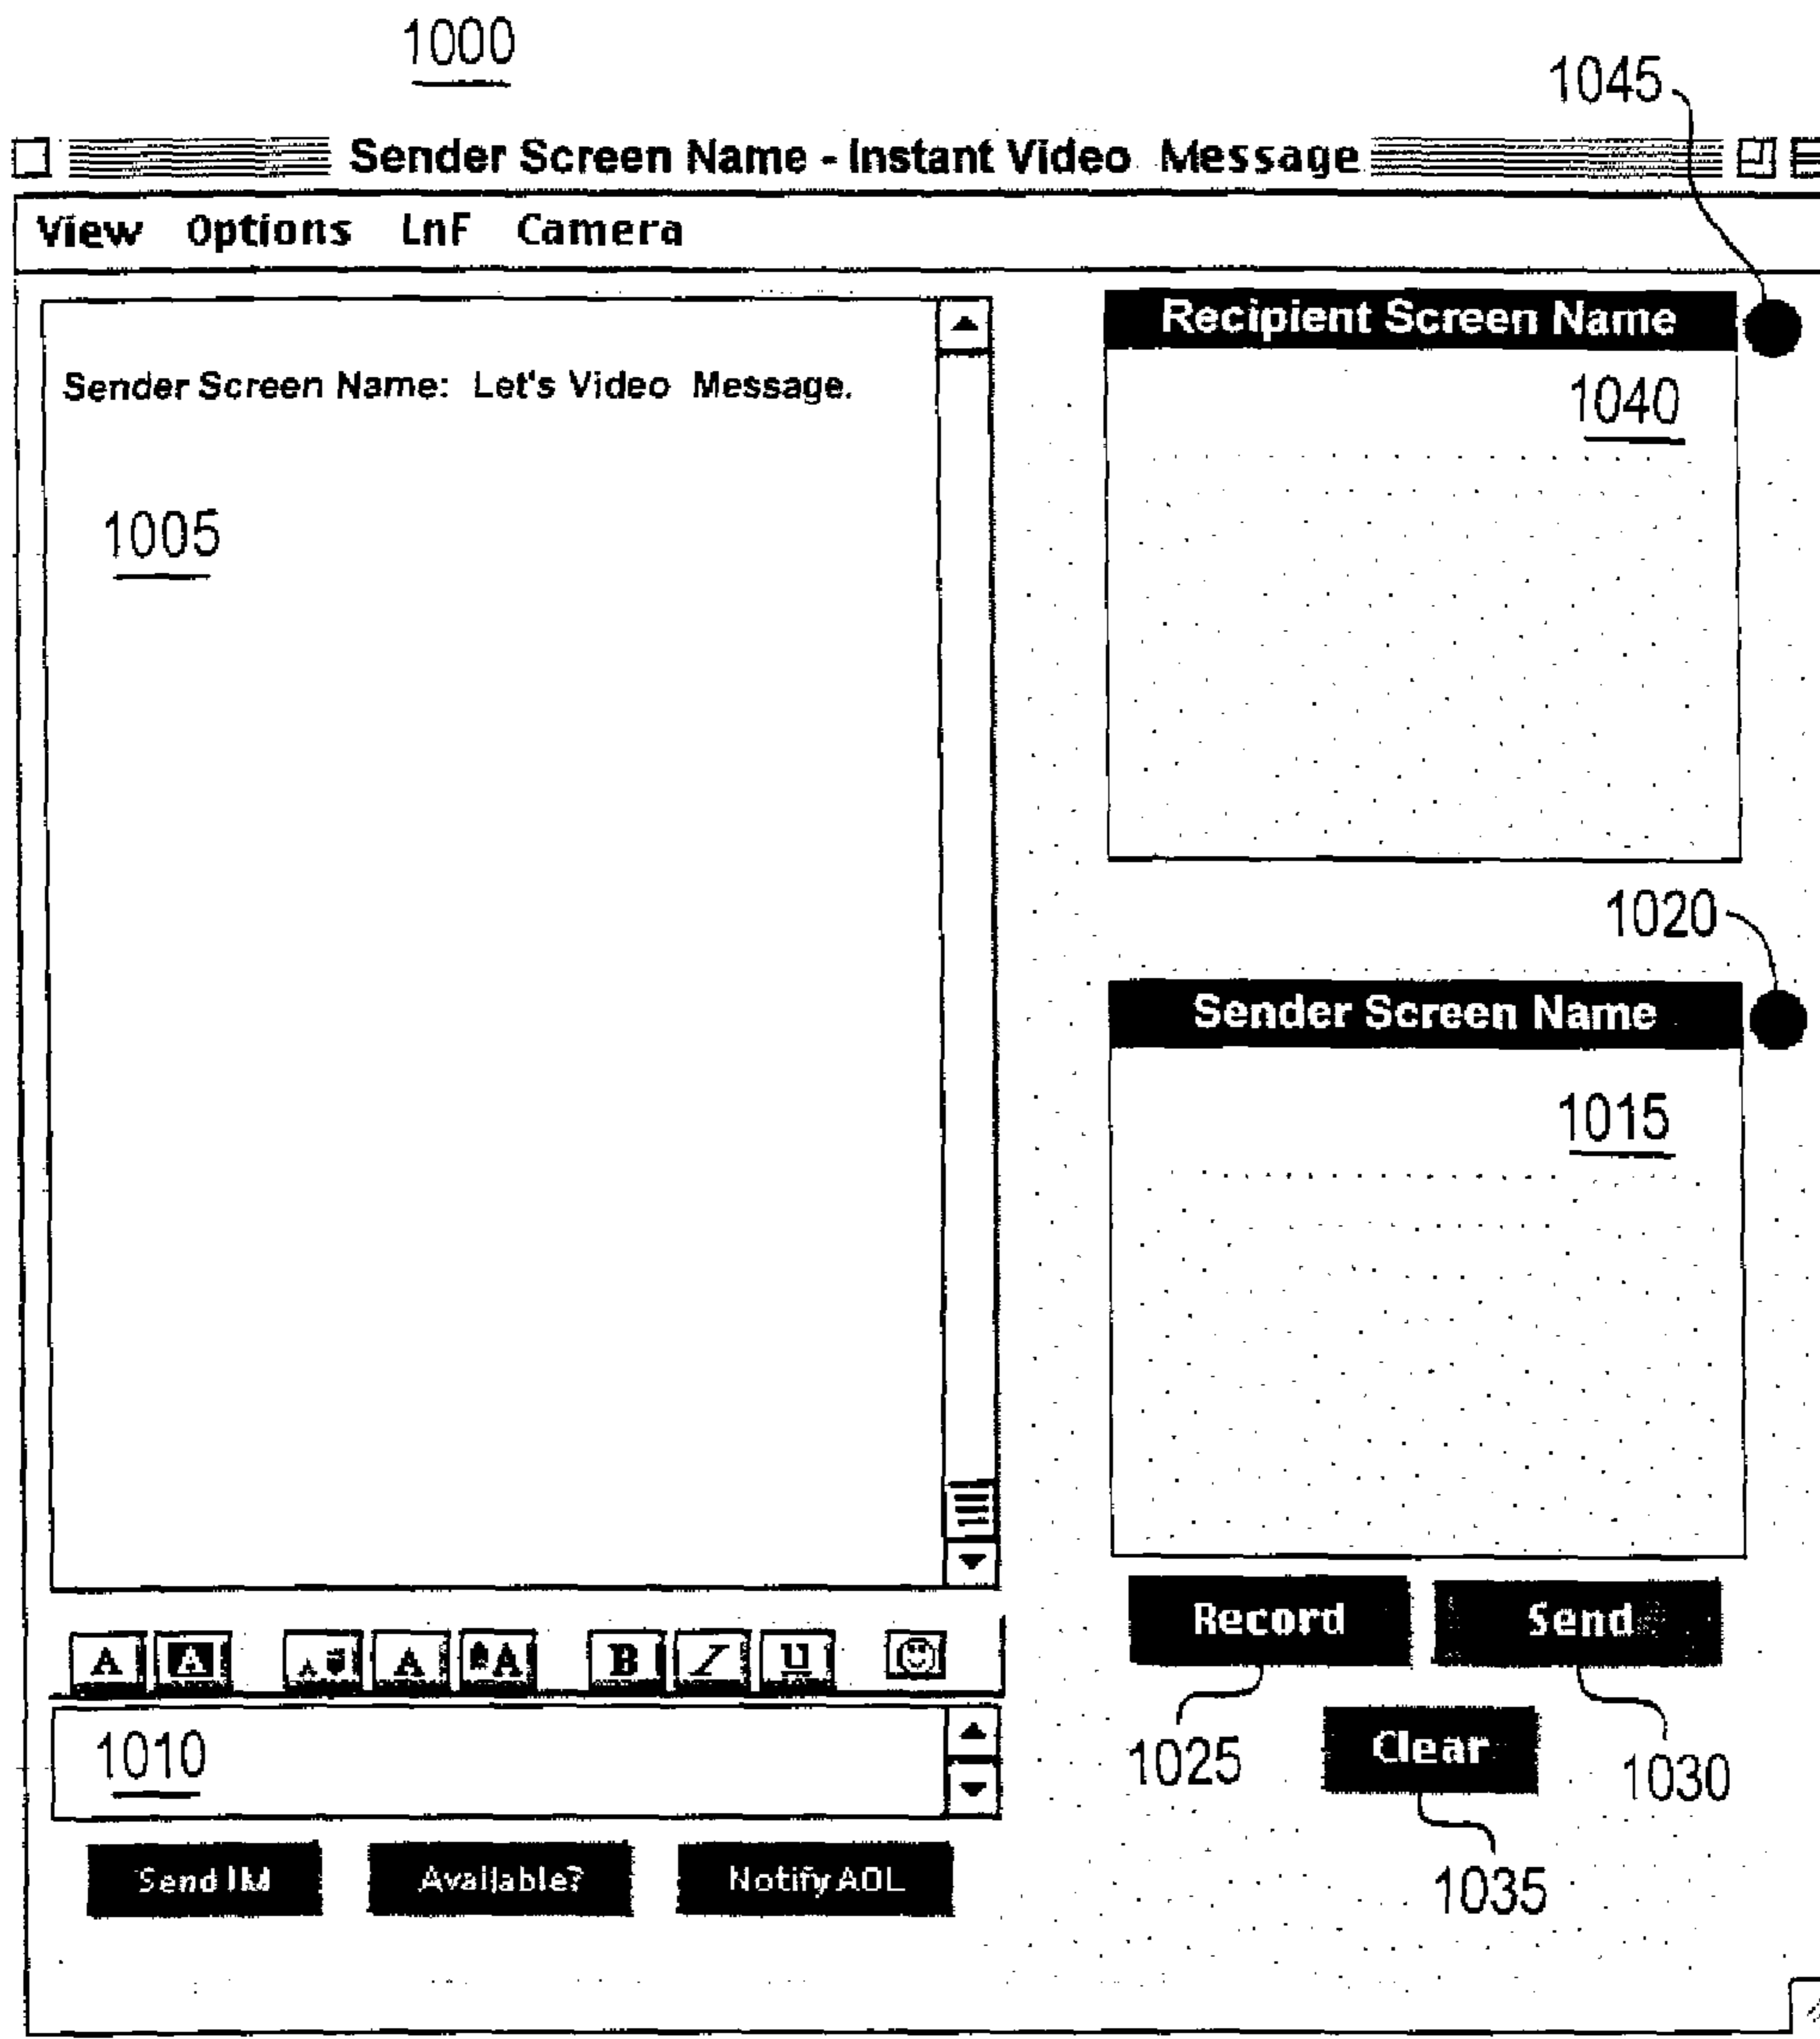 1000
1045
Sender Screen Name - Instant Video Message
View Options LnF Camera
Sender Screen Name: Let's Video Message.
1005
Recipient Screen Name
1040
1020
Sender Screen Name
1015
A A A A A B I U
1010
Send IM Available? Notify AOL
Record Send
1025
Clear
1030
1035